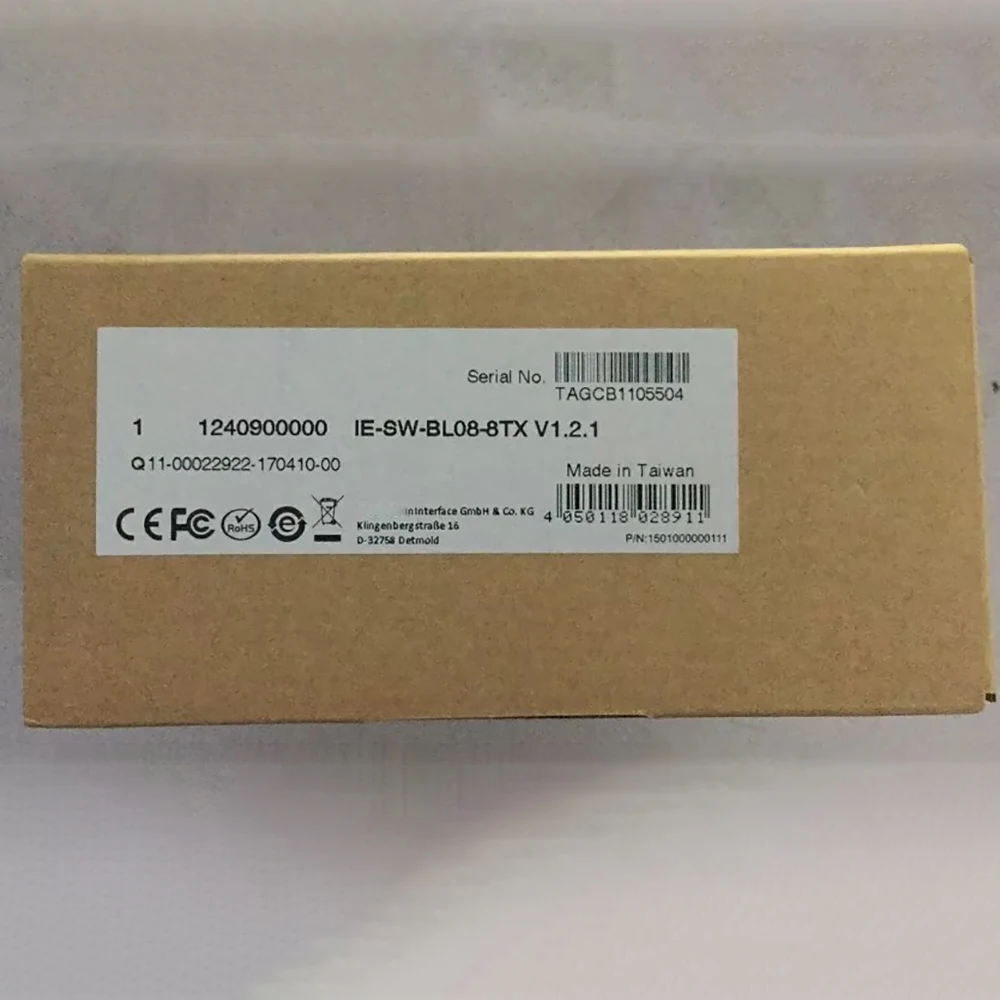 Serial No.
TAGCB1105504
1 1240900000 IE-SW-BL08-8TX V1.2.1
Q11-00022922-170410-00
Made in Taiwan
CE FC RoHS e
nInterface GmbH & Co. KG
Klingenbergstraße 16
D-32758 Detmold
4 050118 028911
P/N:1501000000111